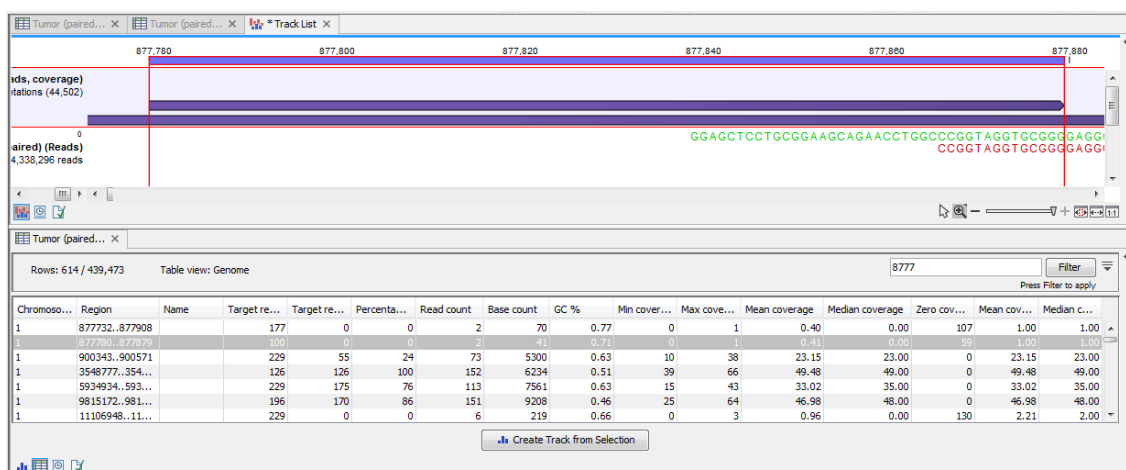 Tumor (paired... Tumor (paired... * Track List
877,780 877,800 877,820 877,840 877,860 877,880
ads, coverage)
tations (44,502)
0
GGAGCTCCTGCGGAAGCAGAACCTGGCCCGGTAGGTGCGGGGAGG
aired) (Reads) CCGGTAGGTGCGGGGAGG
4,338,296 reads
1:1
Tumor (paired...
Rows: 614 / 439,473 Table view: Genome 8777 Filter
Press Filter to apply
Chromoso... Region Name Target re... Target re... Percenta... Read count Base count GC % Min cover... Max cove... Mean coverage Median coverage Zero cov... Mean cov... Median c...
1 877732..877908 177 0 0 2 70 0.77 0 1 0.40 0.00 107 1.00 1.00
1 877780..877879 100 0 0 2 41 0.71 0 1 0.41 0.00 59 1.00 1.00
1 900343..900571 229 55 24 73 5300 0.63 10 38 23.15 23.00 0 23.15 23.00
1 3548777..354... 126 126 100 152 6234 0.51 39 66 49.48 49.00 0 49.48 49.00
1 5934934..593... 229 175 76 113 7561 0.63 15 43 33.02 35.00 0 33.02 35.00
1 9815172..981... 196 170 86 151 9208 0.46 25 64 46.98 48.00 0 46.98 48.00
1 11106948..11... 229 0 0 6 219 0.66 0 3 0.96 0.00 130 2.21 2.00
Create Track from Selection